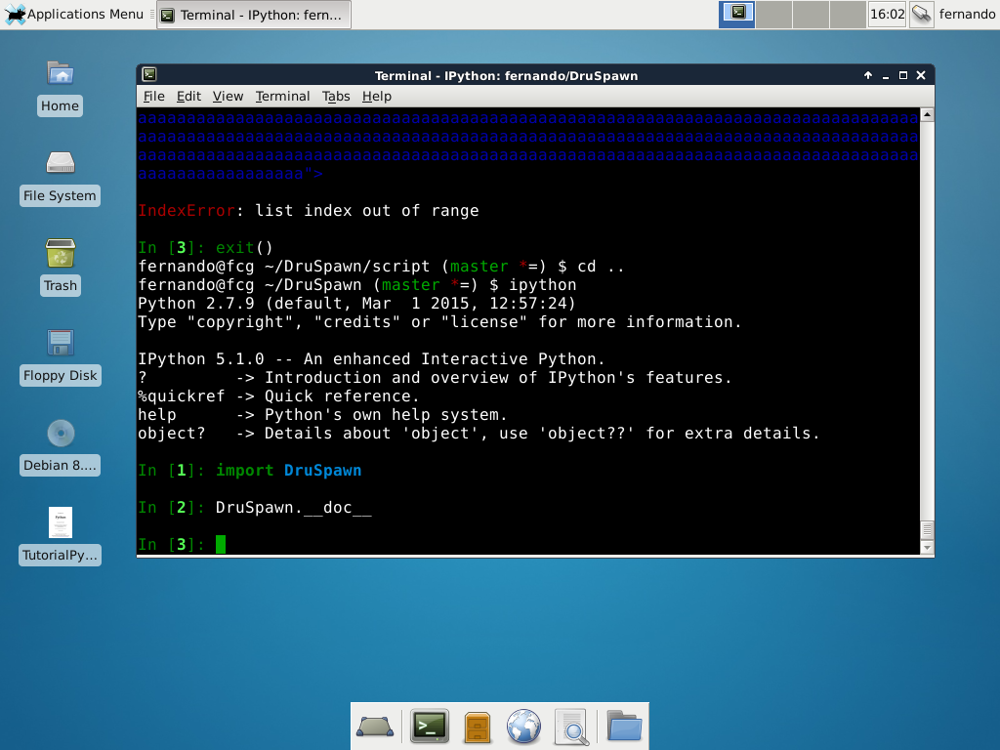 Applications Menu
Terminal - IPython: fern...
16:02
fernando
Home
File System
Trash
Floppy Disk
Debian 8....
TutorialPy...
Terminal - IPython: fernando/DruSpawn
File Edit View Terminal Tabs Help
aaaaaaaaaaaaaaaaaaaaaaaaaaaaaaaaaaaaaaaaaaaaaaaaaaaaaaaaaaaaaaaaaaaaaaaaaaaaaaaa
aaaaaaaaaaaaaaaaaaaaaaaaaaaaaaaaaaaaaaaaaaaaaaaaaaaaaaaaaaaaaaaaaaaaaaaaaaaaaaaa
aaaaaaaaaaaaaaaaaaaaaaaaaaaaaaaaaaaaaaaaaaaaaaaaaaaaaaaaaaaaaaaaaaaaaaaaaaaaaaaa
aaaaaaaaaaaaaaaaa">
IndexError: list index out of range
In [3]: exit()
fernando@fcg ~/DruSpawn/script (master *=) $ cd ..
fernando@fcg ~/DruSpawn (master *=) $ ipython
Python 2.7.9 (default, Mar  1 2015, 12:57:24)
Type "copyright", "credits" or "license" for more information.
IPython 5.1.0 -- An enhanced Interactive Python.
?         -> Introduction and overview of IPython's features.
%quickref -> Quick reference.
help      -> Python's own help system.
object?   -> Details about 'object', use 'object??' for extra details.
In [1]: import DruSpawn
In [2]: DruSpawn.__doc__
In [3]: